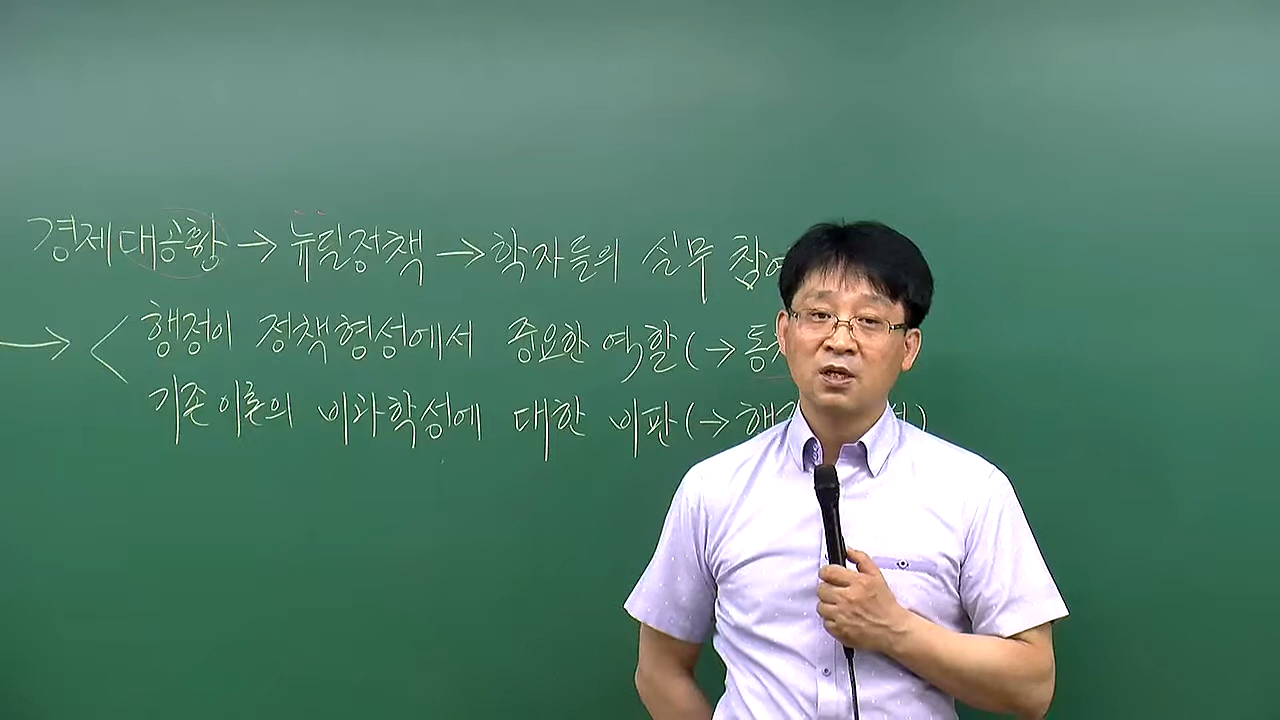 경제대공황 → 뉴딜정책 → 학자들의 실무
→ < 행정이 정책형성에서 중요한 역할(→
기존이론의 비과학성에 대한 비판(→